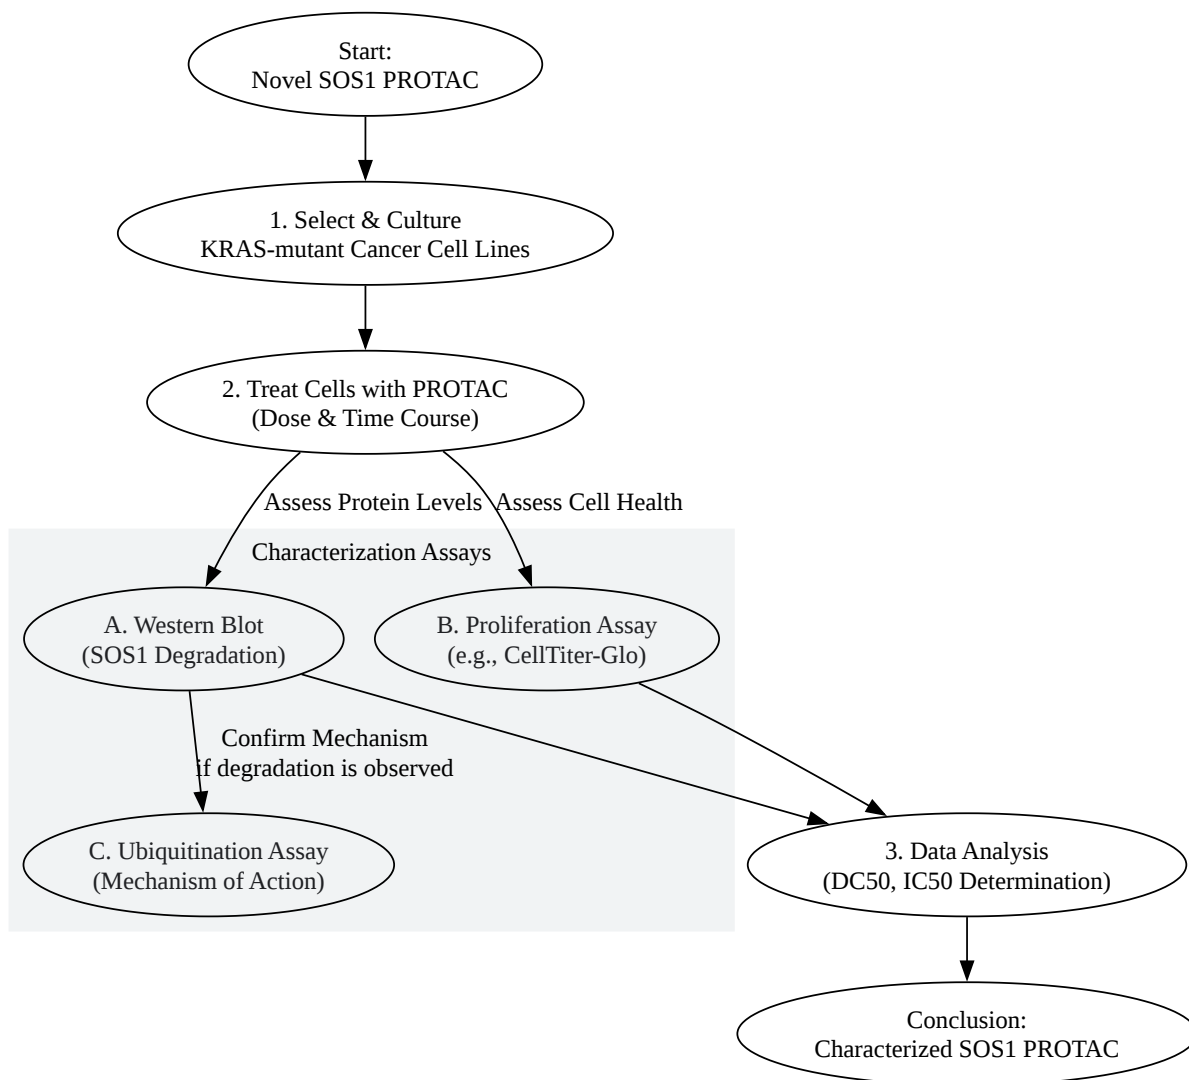 Start:
Novel SOS1 PROTAC
1. Select & Culture
KRAS-mutant Cancer Cell Lines
2. Treat Cells with PROTAC
(Dose & Time Course)
Assess Protein Levels
Assess Cell Health
Characterization Assays
A. Western Blot
(SOS1 Degradation)
B. Proliferation Assay
(e.g., CellTiter-Glo)
Confirm Mechanism
if degradation is observed
C. Ubiquitination Assay
(Mechanism of Action)
3. Data Analysis
(DC50, IC50 Determination)
Conclusion:
Characterized SOS1 PROTAC